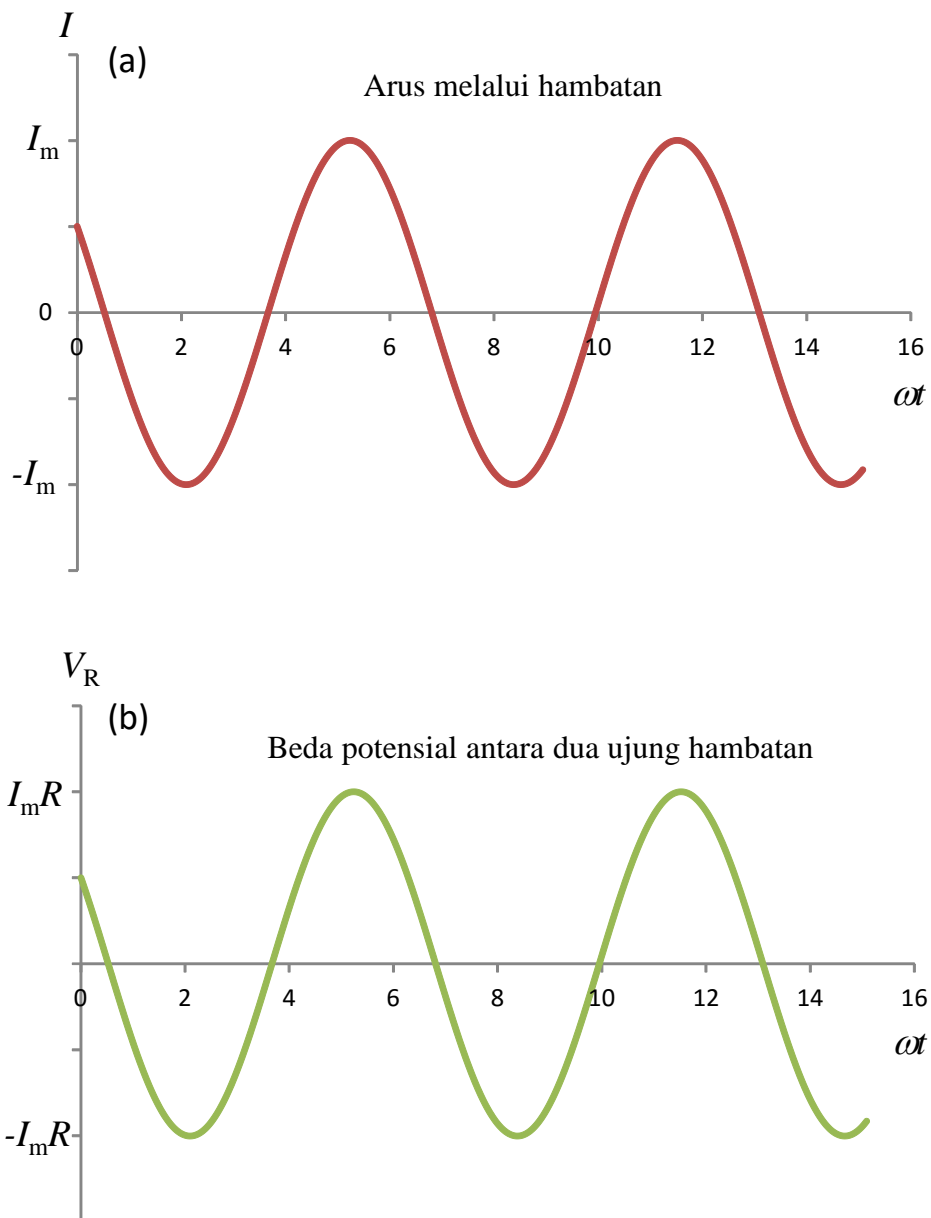 I
(a)
Arus melalui hambatan
Im
0
0 2 4 6 8 10 12 14 16
ωt
-Im
VR
(b)
Beda potensial antara dua ujung hambatan
ImR
0 2 4 6 8 10 12 14 16
ωt
-ImR